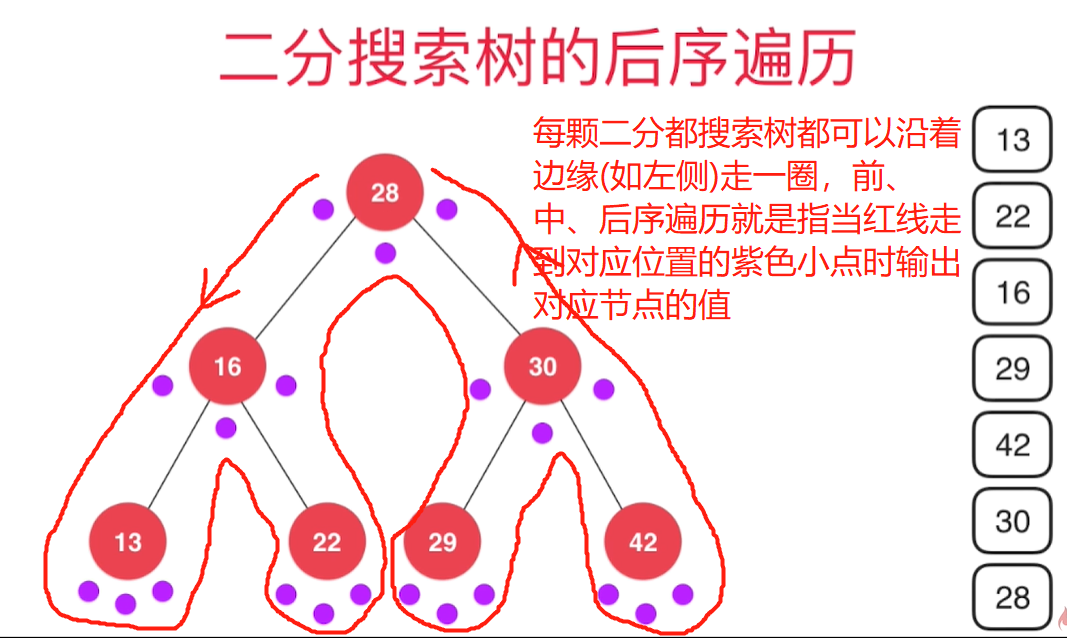 二分搜索树的后序遍历
每颗二分都搜索树都可以沿着
边缘(如左侧)走一圈，前、
中、后序遍历就是指当红线走
到对应位置的紫色小点时输出
对应节点的值
28
16
30
13
22
29
42
13
22
16
29
42
30
28